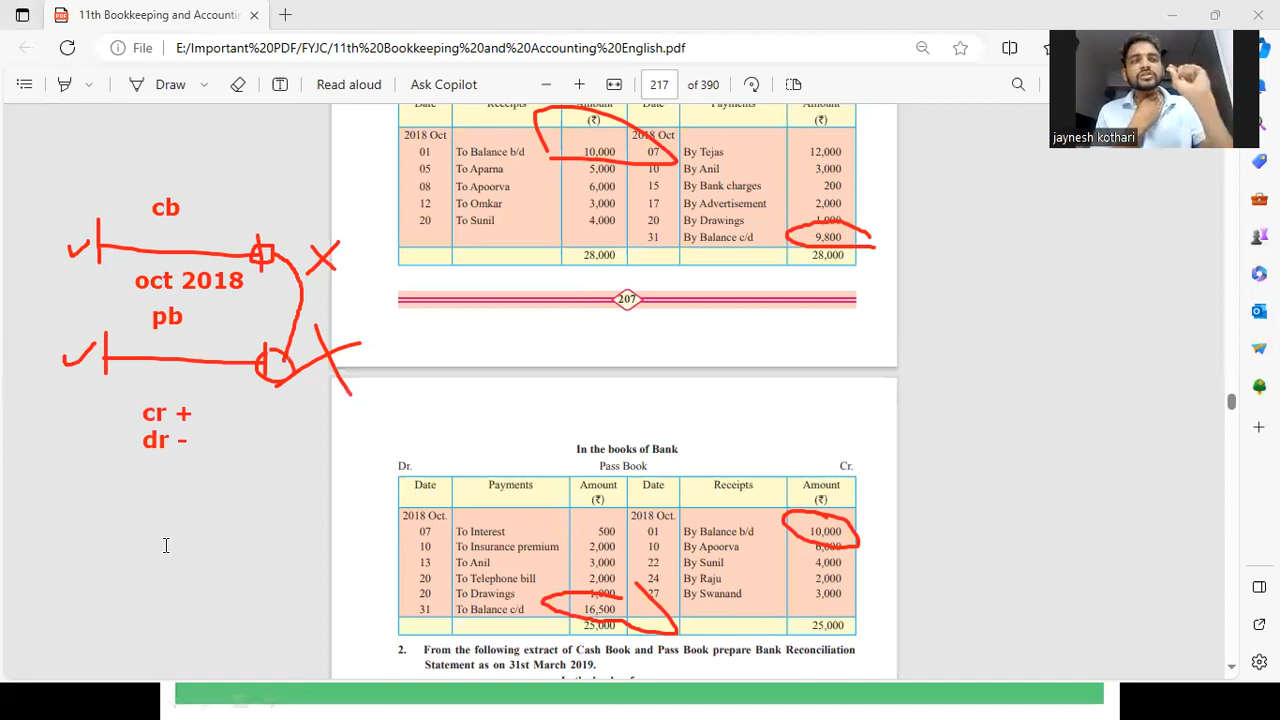 11th Bookkeeping and Accountin
File E:/Important%20PDF/FYJC/11th%20Bookkeeping%20and%20Accounting%20English.pdf
Draw Read aloud Ask Copilot 217 of 390
jaynesh kothari
Date Receipts Amount Date Payments Amount
(₹) (₹)
2018 Oct 2018 Oct
01 To Balance b/d 10,000 07 By Tejas 12,000
05 To Aparna 5,000 10 By Anil 3,000
08 To Apoorva 6,000 15 By Bank charges 200
12 To Omkar 3,000 17 By Advertisement 2,000
20 To Sunil 4,000 20 By Drawings 1,000
31 By Balance c/d 9,800
28,000 28,000
207
cb
oct 2018
pb
cr +
dr -
In the books of Bank
Dr. Pass Book Cr.
Date Payments Amount Date Receipts Amount
(₹) (₹)
2018 Oct. 2018 Oct.
07 To Interest 500 01 By Balance b/d 10,000
10 To Insurance premium 2,000 10 By Apoorva 6,000
13 To Anil 3,000 22 By Sunil 4,000
20 To Telephone bill 2,000 24 By Raju 2,000
20 To Drawings 1,000 27 By Swanand 3,000
31 To Balance c/d 16,500
25,000 25,000
2. From the following extract of Cash Book and Pass Book prepare Bank Reconciliation
Statement as on 31st March 2019.